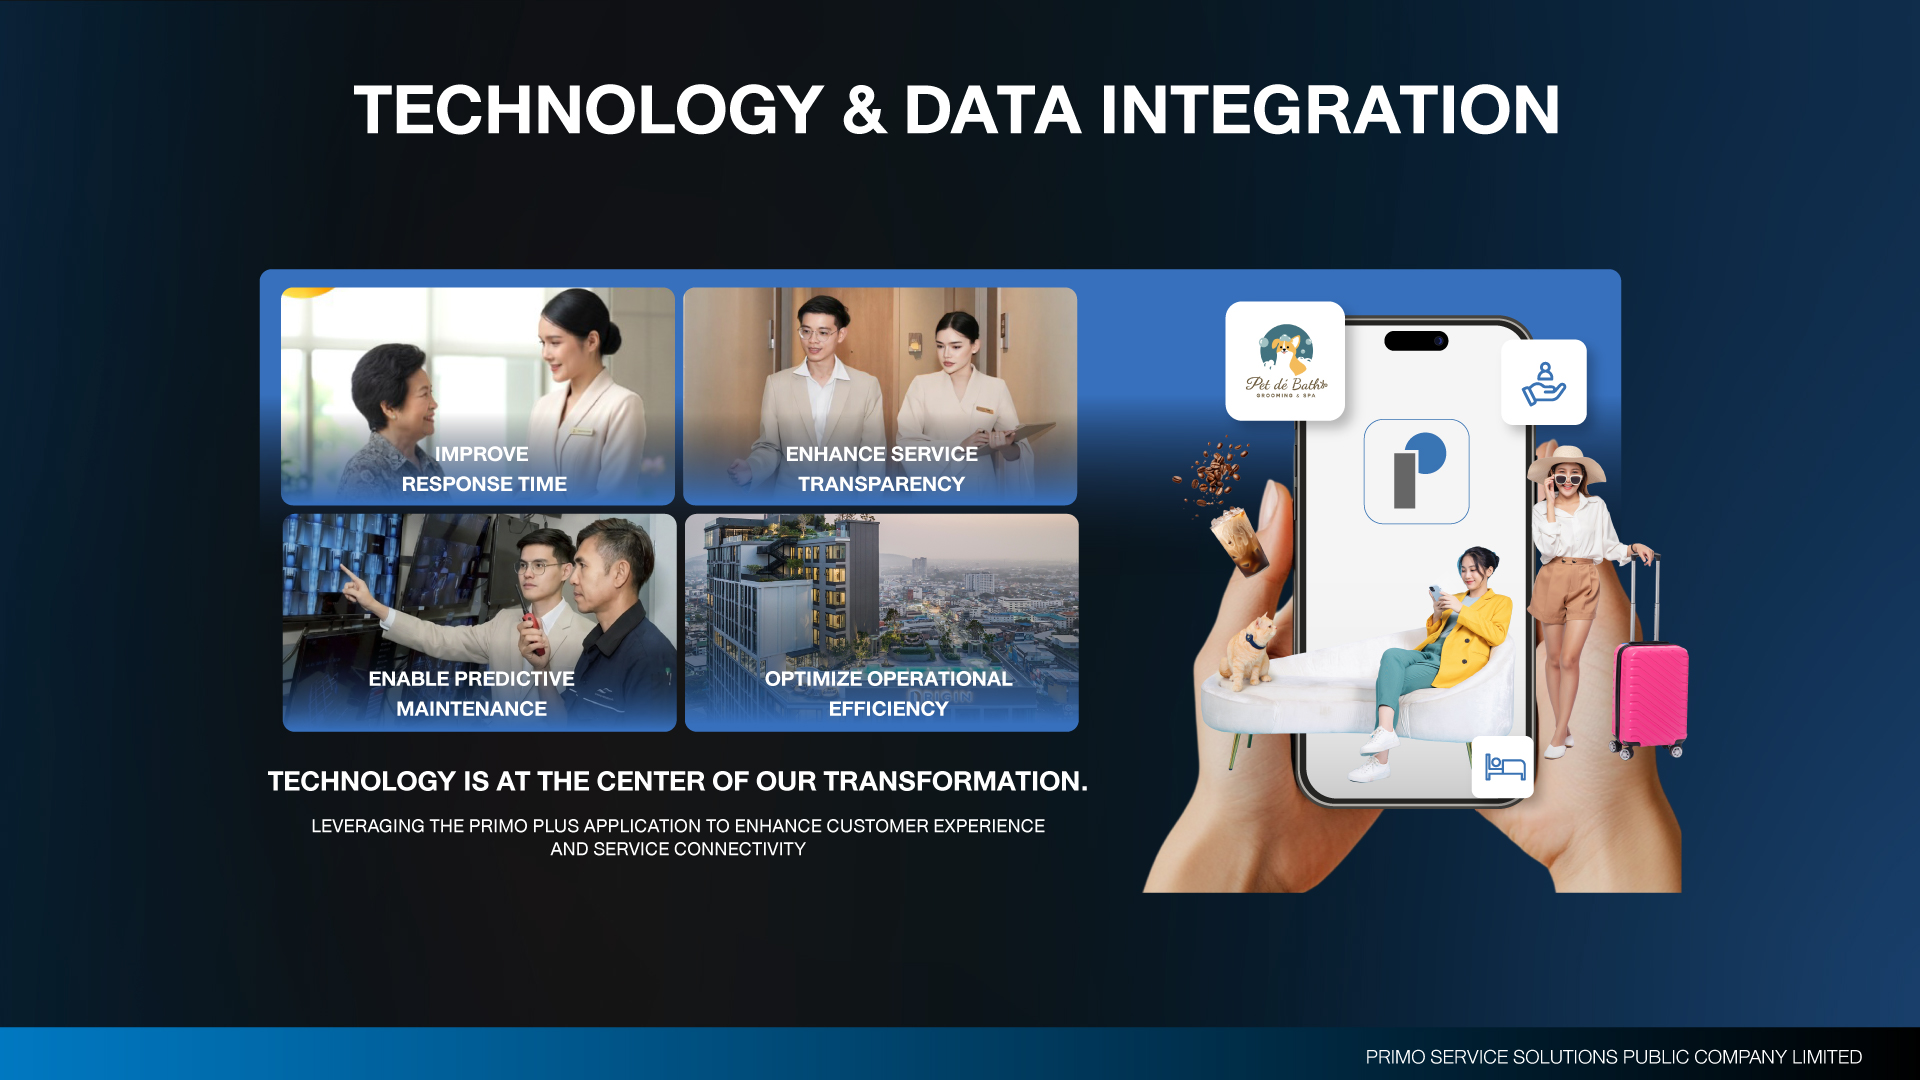 TECHNOLOGY & DATA INTEGRATION
IMPROVE
RESPONSE TIME
ENHANCE SERVICE
TRANSPARENCY
ENABLE PREDICTIVE
MAINTENANCE
OPTIMIZE OPERATIONAL
EFFICIENCY
ORIGIN
TECHNOLOGY IS AT THE CENTER OF OUR TRANSFORMATION.
LEVERAGING THE PRIMO PLUS APPLICATION TO ENHANCE CUSTOMER EXPERIENCE
AND SERVICE CONNECTIVITY
Pet dé Bath
GROOMING & SPA
PRIMO SERVICE SOLUTIONS PUBLIC COMPANY LIMITED